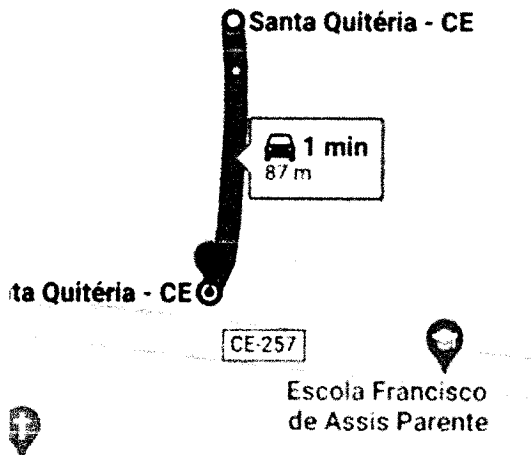 Santa Quitéria - CE
1 min
87 m
ta Quitéria - CE
CE-257
Escola Francisco
de Assis Parente